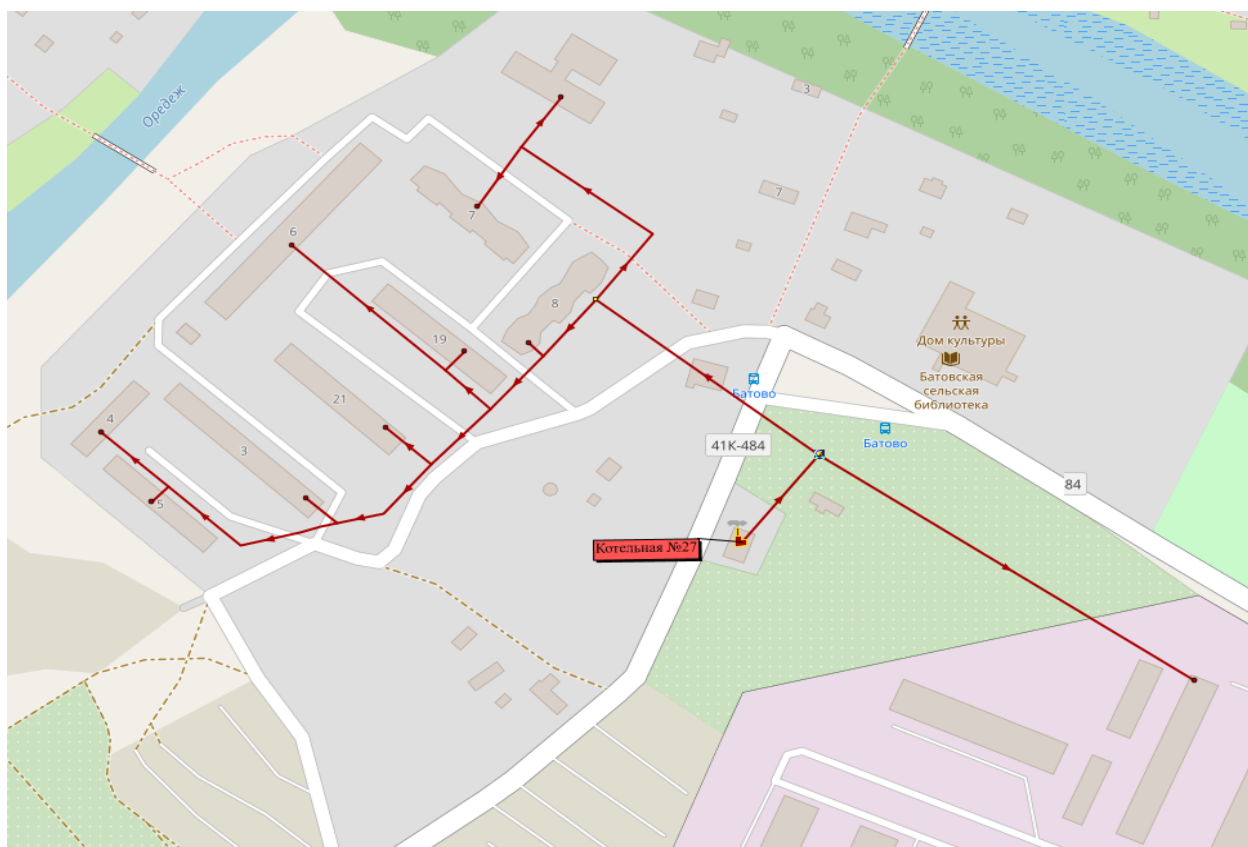 Оредеж
3
7
7
6
8
19
Дом культуры
Батовская
сельская
библиотека
Батово
Батово
21
4
3
5
41К-484
84
Котельная №27